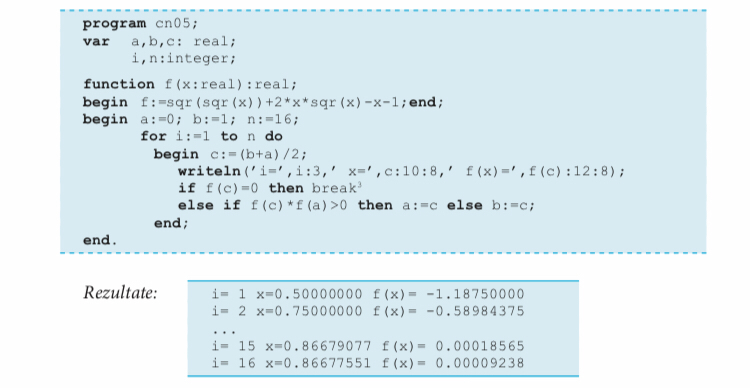 program cn05;
var a,b,c: real;
i,n:integer;
function f(x:real):real;
begin f:=sqr(sqr(x))+2*x*sqr(x)-x-1;end;
begin a:=0; b:=1; n:=16;
for i:=1 to n do
begin c:=(b+a)/2;
writeln('i=',i:3,' x=',c:10:8,' f(x)=',f(c):12:8);
if f(c)=0 then break³
else if f(c)*f(a)>0 then a:=c else b:=c;
end;
end.
Rezultate:
i= 1 x=0.50000000 f(x)= -1.18750000
i= 2 x=0.75000000 f(x)= -0.58984375
...
i= 15 x=0.86679077 f(x)= 0.00018565
i= 16 x=0.86677551 f(x)= 0.00009238